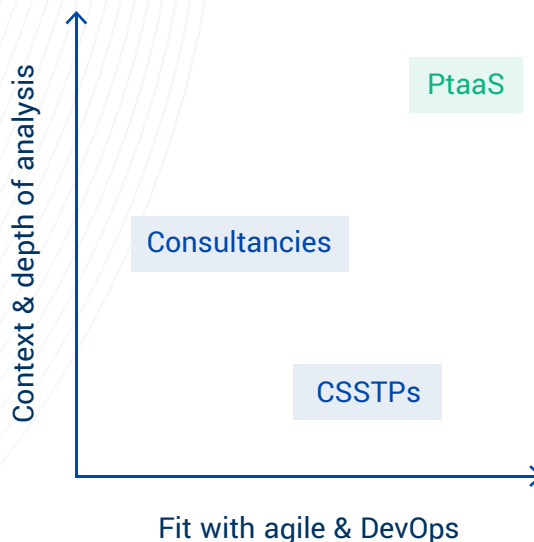 Context & depth of analysis
PtaaS
Consultancies
CSSTPs
Fit with agile & DevOps